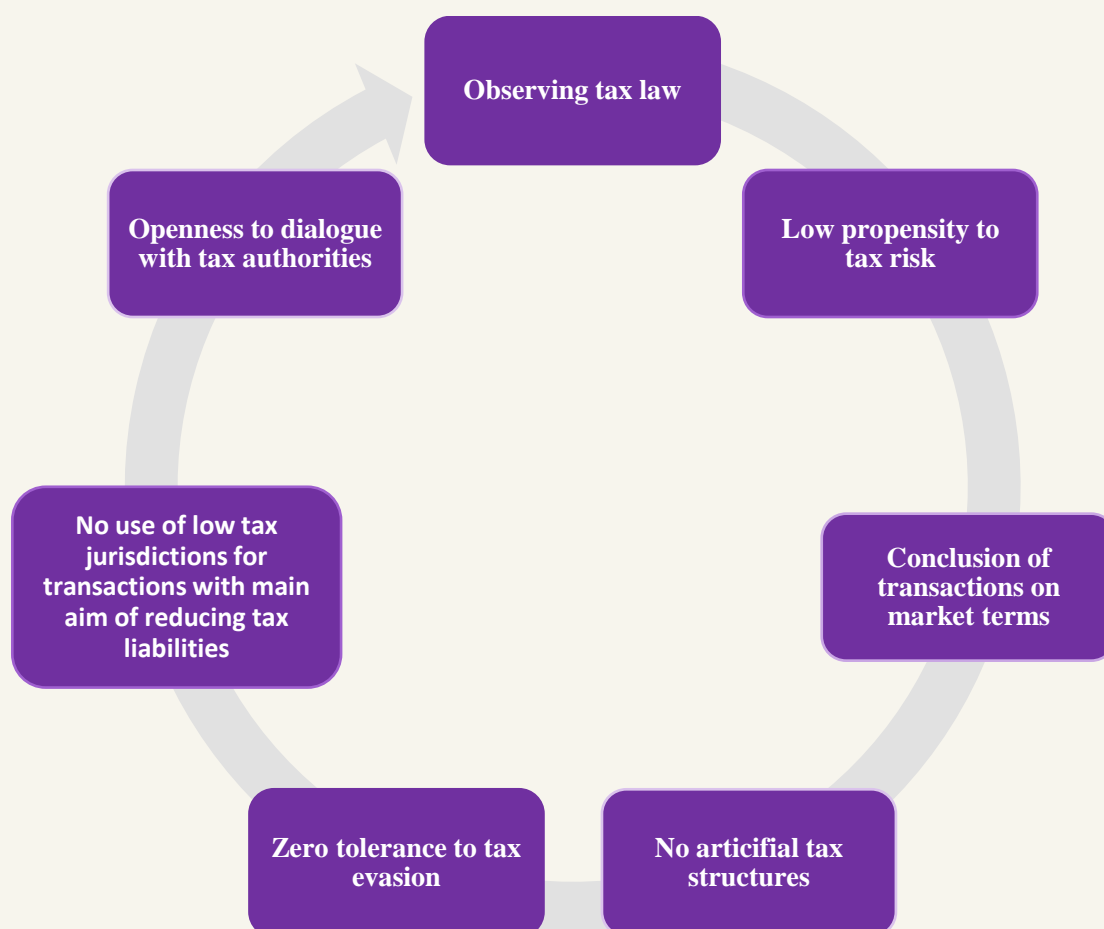 Observing tax law
Low propensity to
tax risk
Conclusion of
transactions on
market terms
No articifial tax
structures
Zero tolerance to tax
evasion
No use of low tax
jurisdictions for
transactions with main
aim of reducing tax
liabilities
Openness to dialogue
with tax authorities